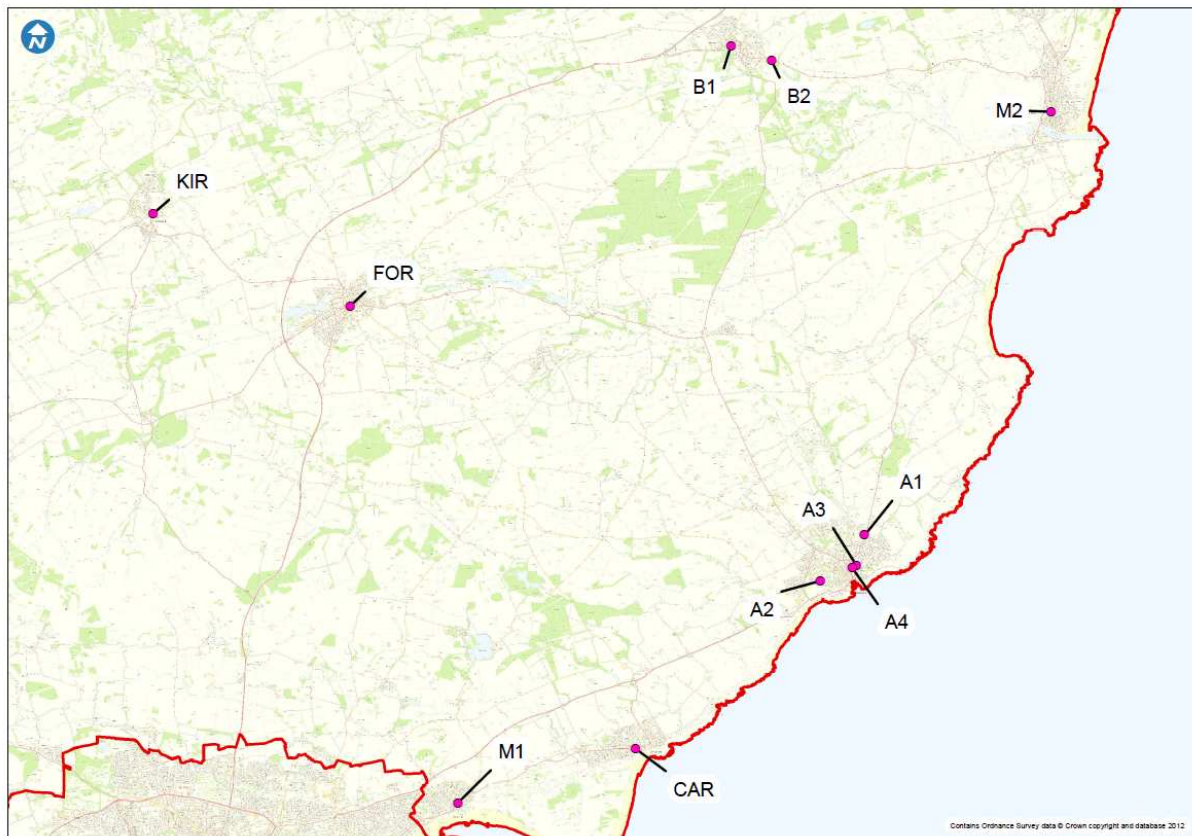 N
B1
B2
M2
KIR
FOR
A1
A3
A2
A4
M1
CAR
Contains Ordnance Survey data © Crown copyright and database 2012